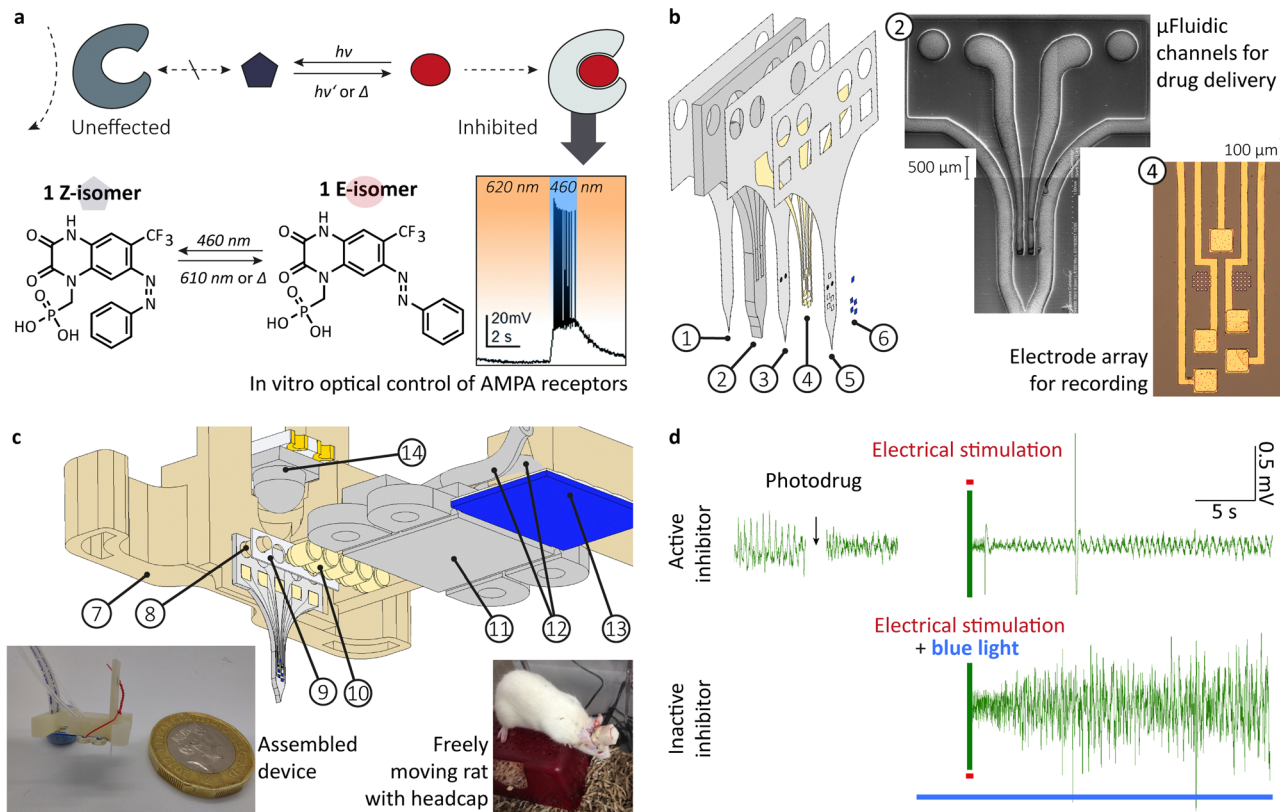 a
hν
hν′ or Δ
Uneffected
Inhibited
1 Z-isomer
1 E-isomer
H
N
O
O
N
CF3
N
N
O
P
HO
OH
460 nm
610 nm or Δ
H
N
O
O
N
CF3
N
N
O
P
HO
OH
620 nm
460 nm
20mV
2 s
In vitro optical control of AMPA receptors
b
1
2
3
4
5
6
2
500 µm
µFluidic
channels for
drug delivery
100 µm
4
Electrode array
for recording
c
7
8
9
10
11
12
13
14
Assembled
device
Freely
moving rat
with headcap
d
Active
inhibitor
Photodrug
Electrical stimulation
0.5 mV
5 s
Inactive
inhibitor
Electrical stimulation
+ blue light